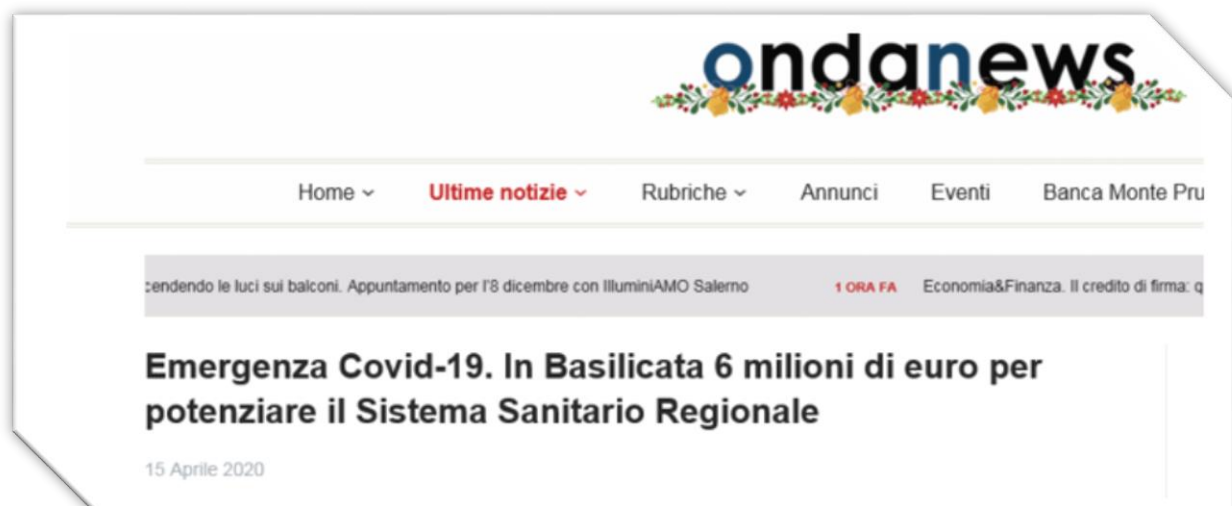 ondanews
Home Ultime notizie Rubriche Annunci Eventi Banca Monte Pru
cendendo le luci sui balconi. Appuntamento per l'8 dicembre con IlluminiAMO Salerno 1 ORA FA Economia&Finanza. Il credito di firma: q
Emergenza Covid-19. In Basilicata 6 milioni di euro per
potenziare il Sistema Sanitario Regionale
15 Aprile 2020